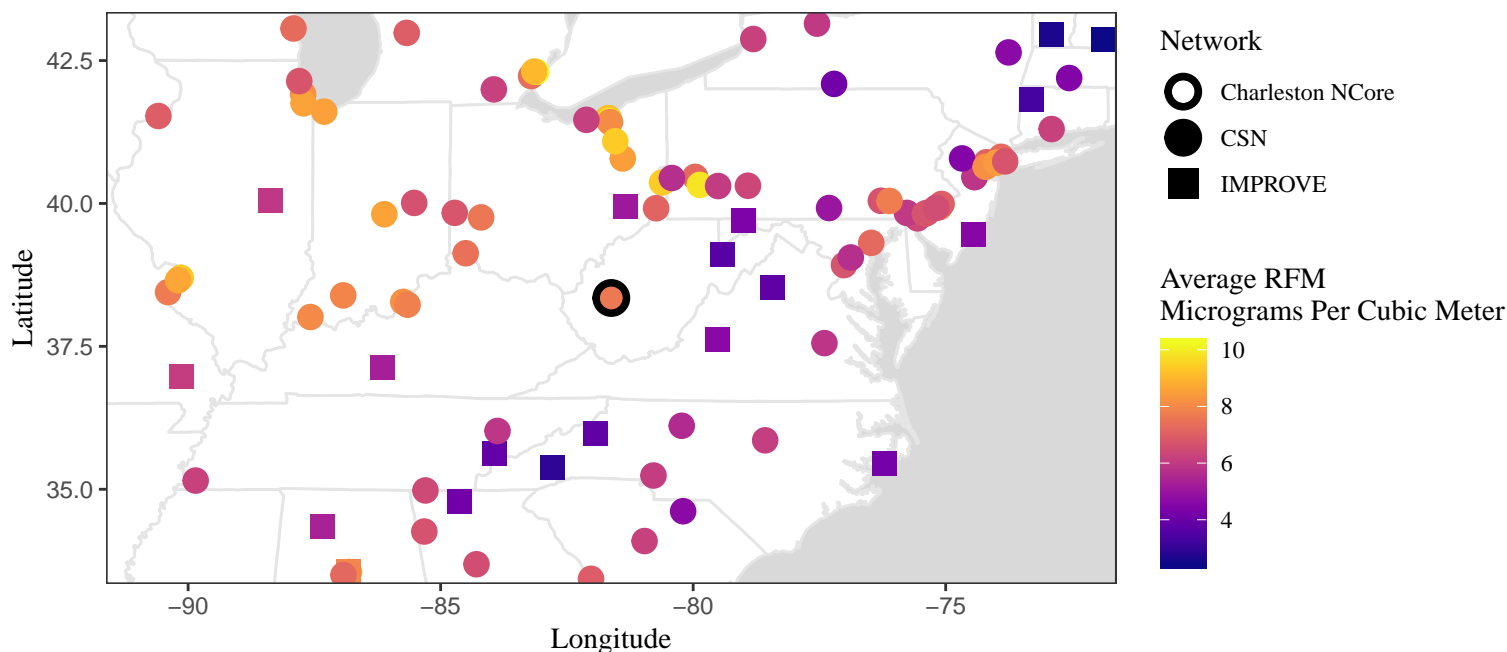 42.5
40.0
37.5
35.0
Latitude
−90
−85
−80
−75
Longitude
Network
Charleston NCore
CSN
IMPROVE
Average RFM
Micrograms Per Cubic Meter
10
8
6
4